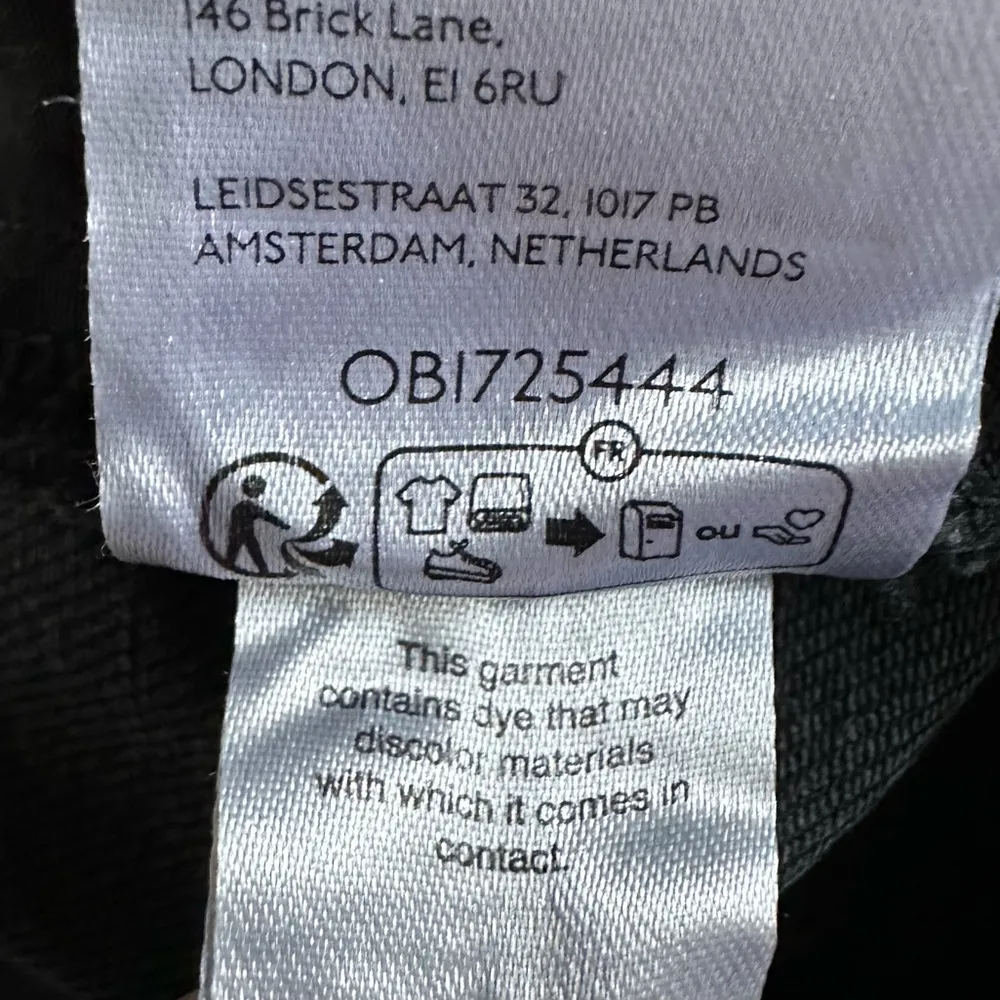 146 Brick Lane,
LONDON, E1 6RU
LEIDSESTRAAT 32, 1017 PB
AMSTERDAM, NETHERLANDS
OB1725444
FR
ou
This garment
contains dye that may
discolor materials
with which it comes in
contact.